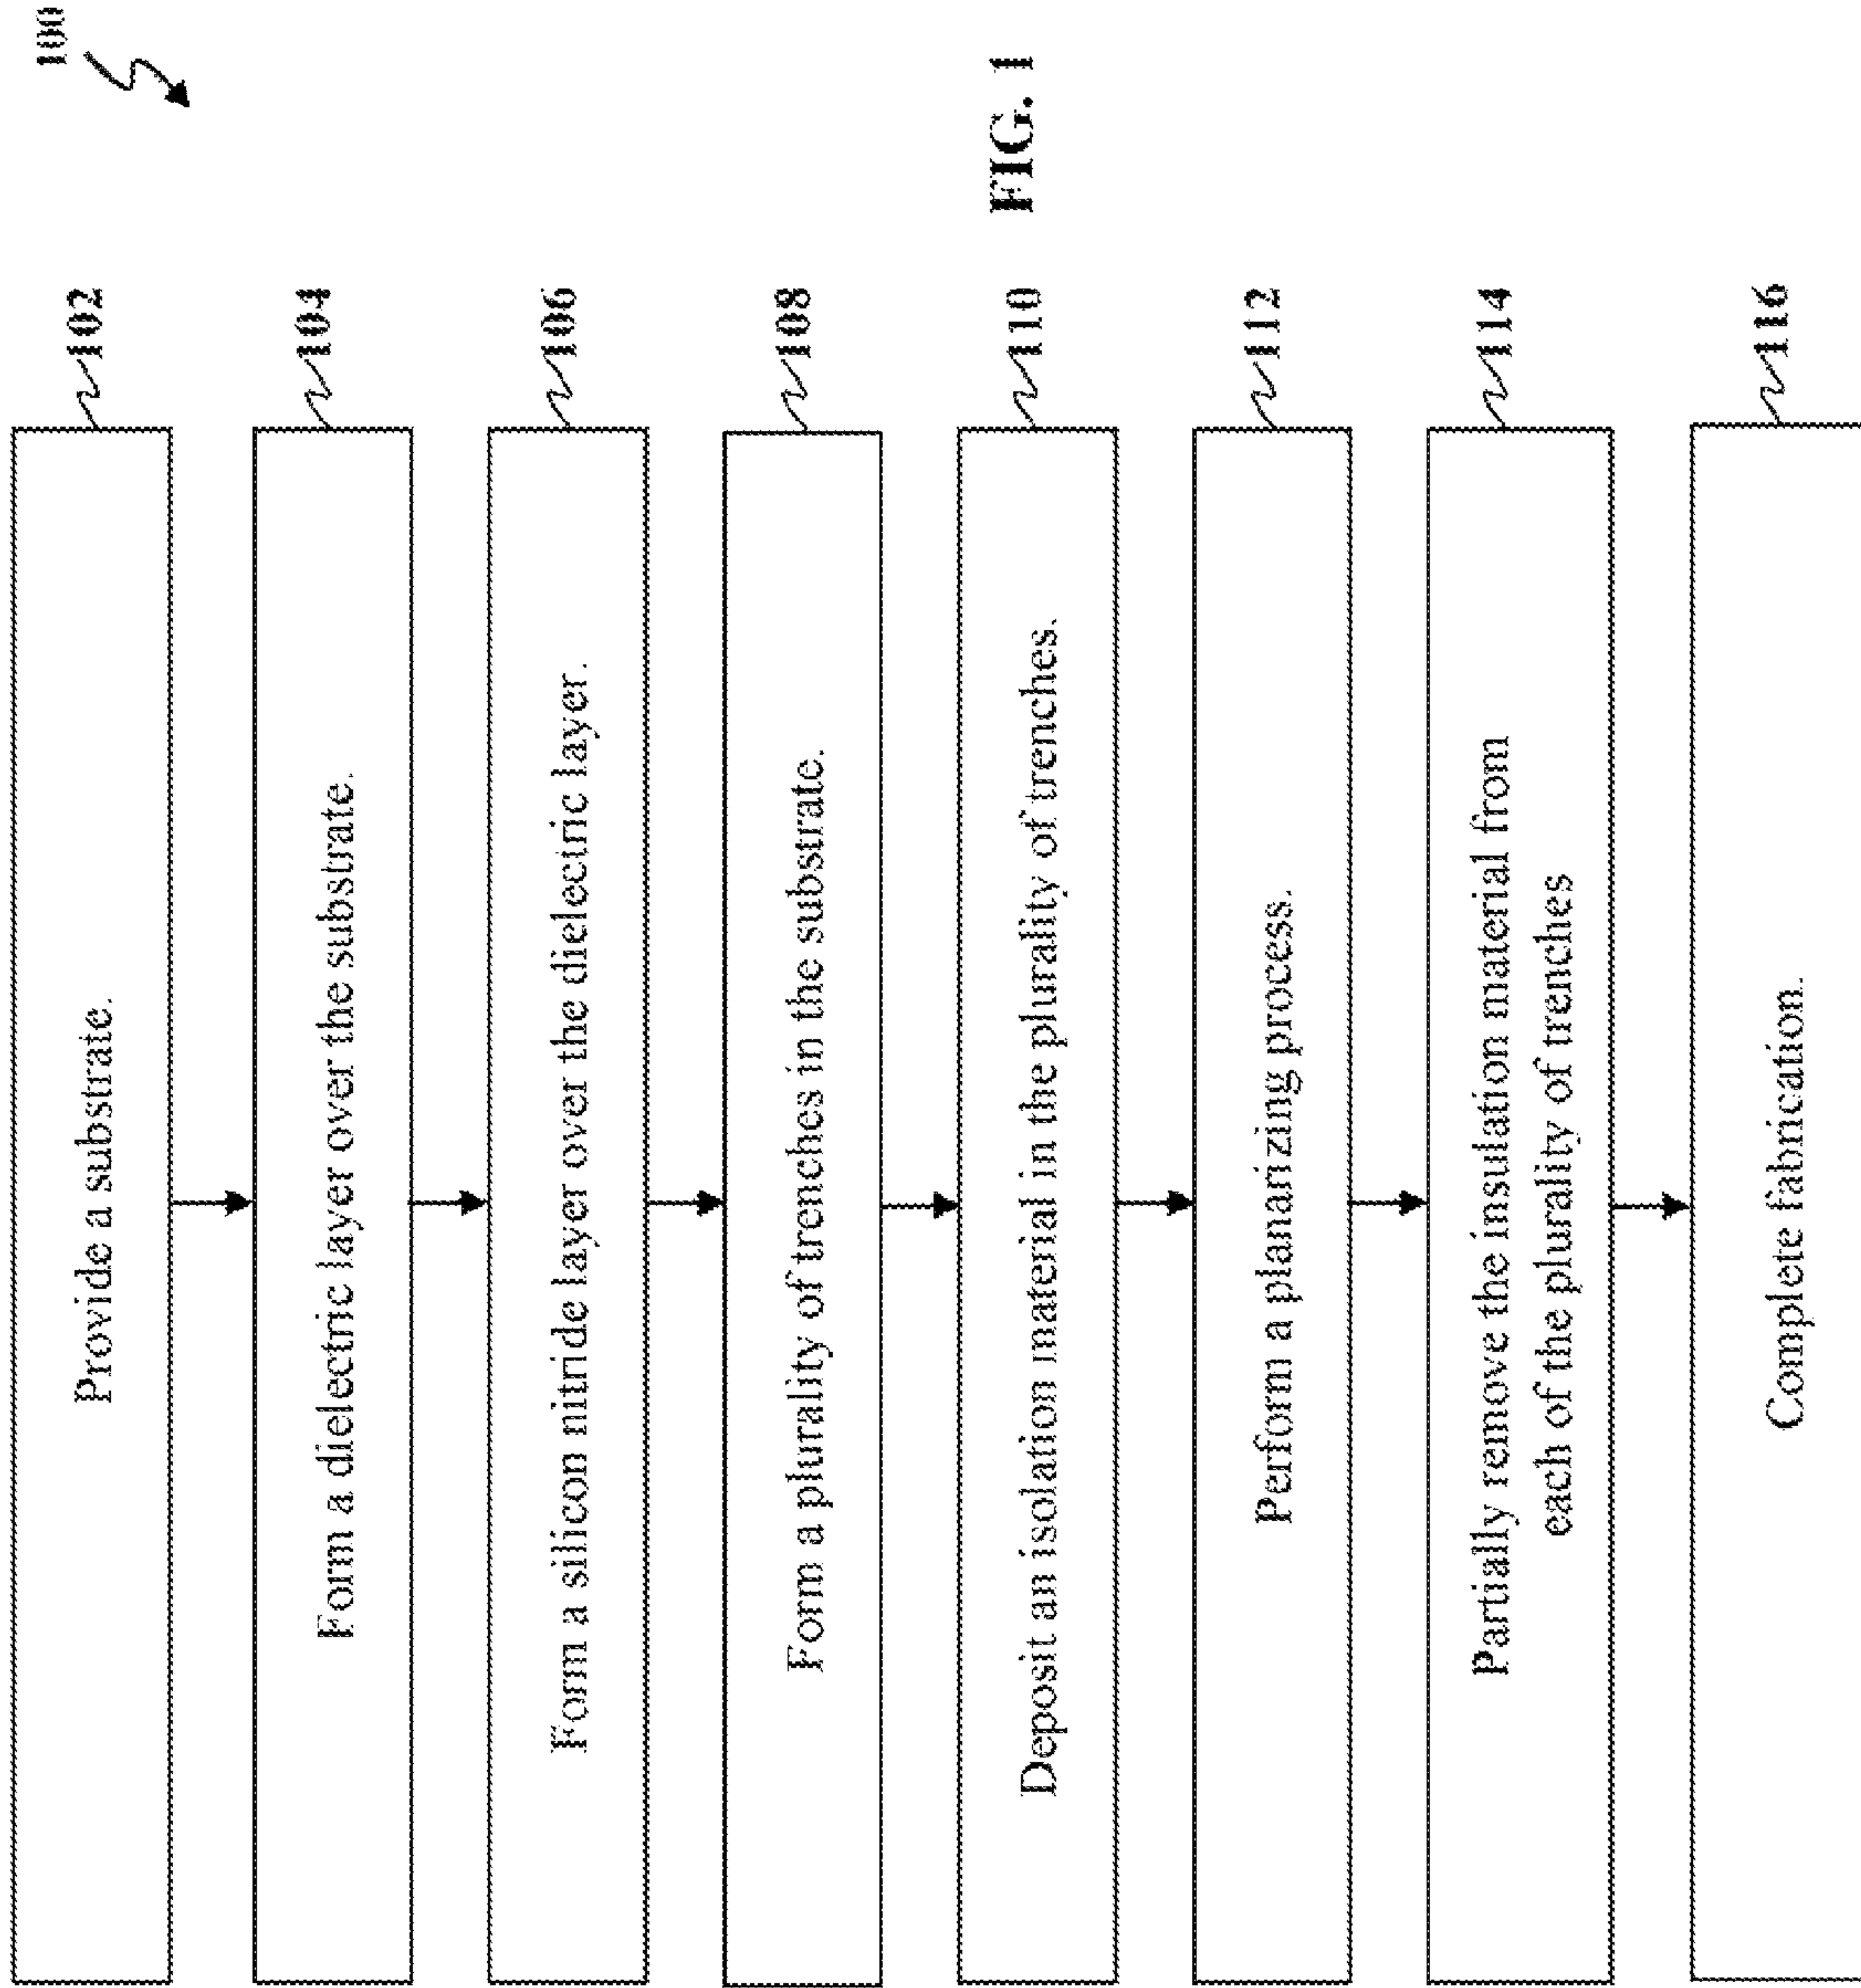 100
Provide a substrate.
102
Form a dielectric layer over the substrate.
104
Form a silicon nitride layer over the dielectric layer.
106
Form a plurality of trenches in the substrate.
108
Deposit an isolation material in the plurality of trenches.
110
Perform a planarizing process.
112
Partially remove the insulation material from
each of the plurality of trenches
114
Complete fabrication.
116
FIG. 1